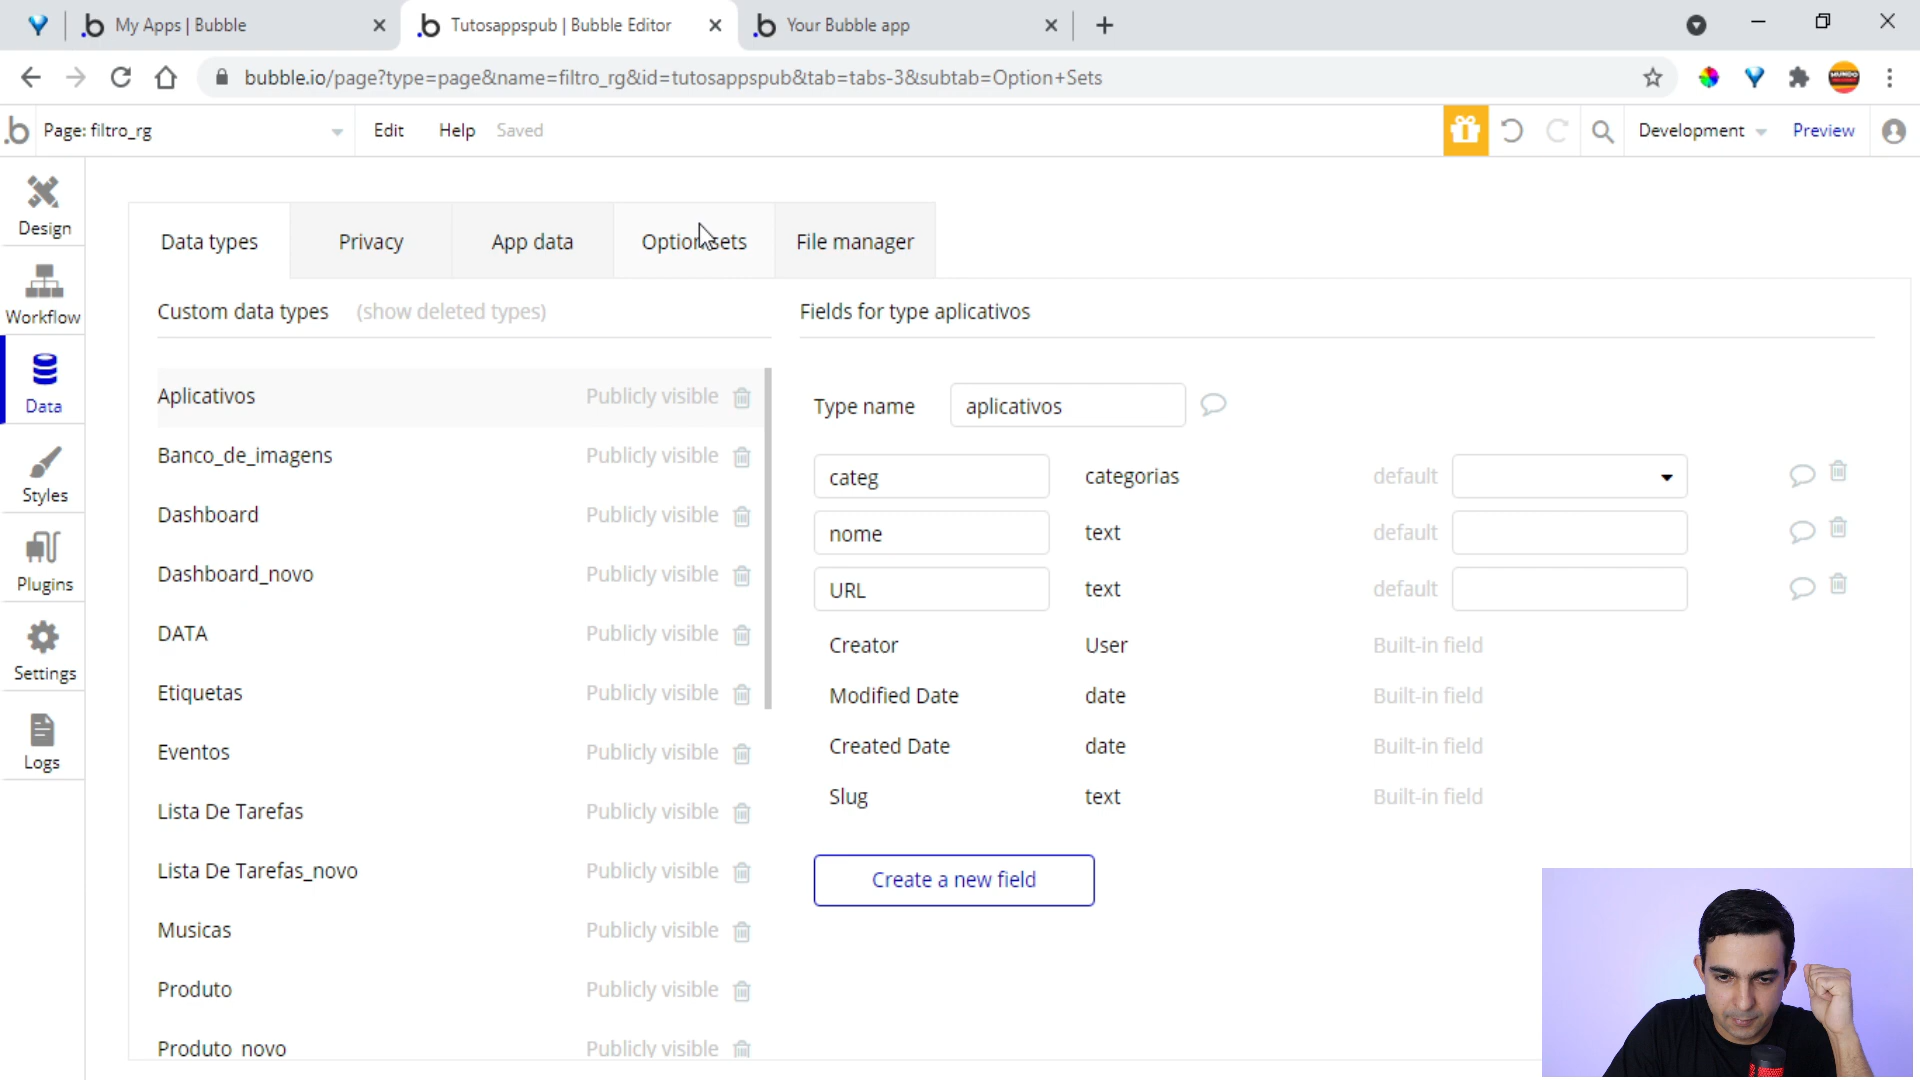 My Apps | Bubble
Tutosappspub | Bubble Editor
Your Bubble app
bubble.io/page?type=page&name=filtro_rg&id=tutosappspub&tab=tabs-3&subtab=Option+Sets
Page: filtro_rg
Edit
Help
Saved
Development
Preview
Design
Workflow
Data
Styles
Plugins
Settings
Logs
Data types
Privacy
App data
Option sets
File manager
Custom data types (show deleted types)
Fields for type aplicativos
Aplicativos Publicly visible
Banco_de_imagens Publicly visible
Dashboard Publicly visible
Dashboard_novo Publicly visible
DATA Publicly visible
Etiquetas Publicly visible
Eventos Publicly visible
Lista De Tarefas Publicly visible
Lista De Tarefas_novo Publicly visible
Musicas Publicly visible
Produto Publicly visible
Produto novo Publicly visible
Type name aplicativos
categ categorias default
nome text default
URL text default
Creator User Built-in field
Modified Date date Built-in field
Created Date date Built-in field
Slug text Built-in field
Create a new field